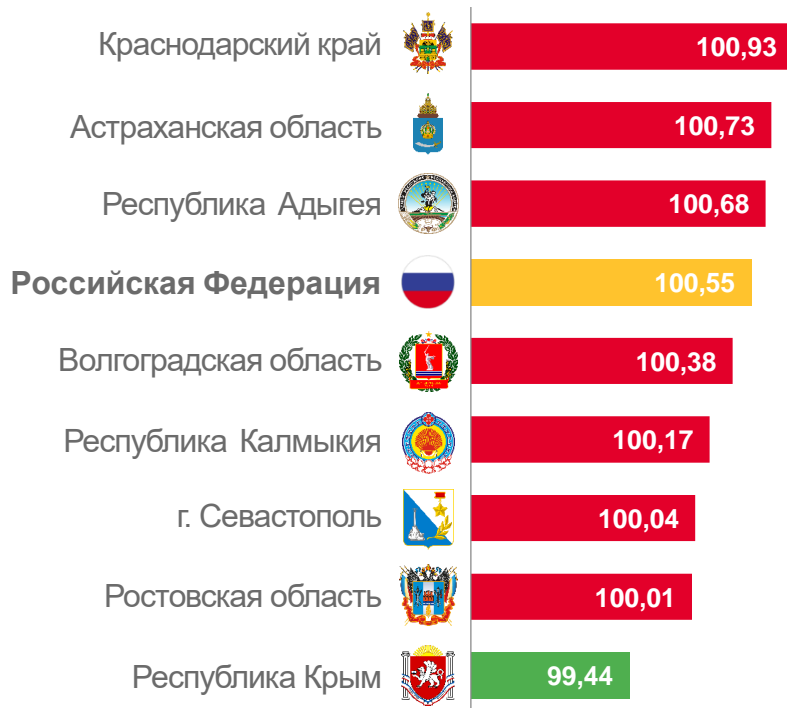 Краснодарский край 100,93
Астраханская область 100,73
Республика Адыгея 100,68
Российская Федерация 100,55
Волгоградская область 100,38
Республика Калмыкия 100,17
г. Севастополь 100,04
Ростовская область 100,01
Республика Крым 99,44